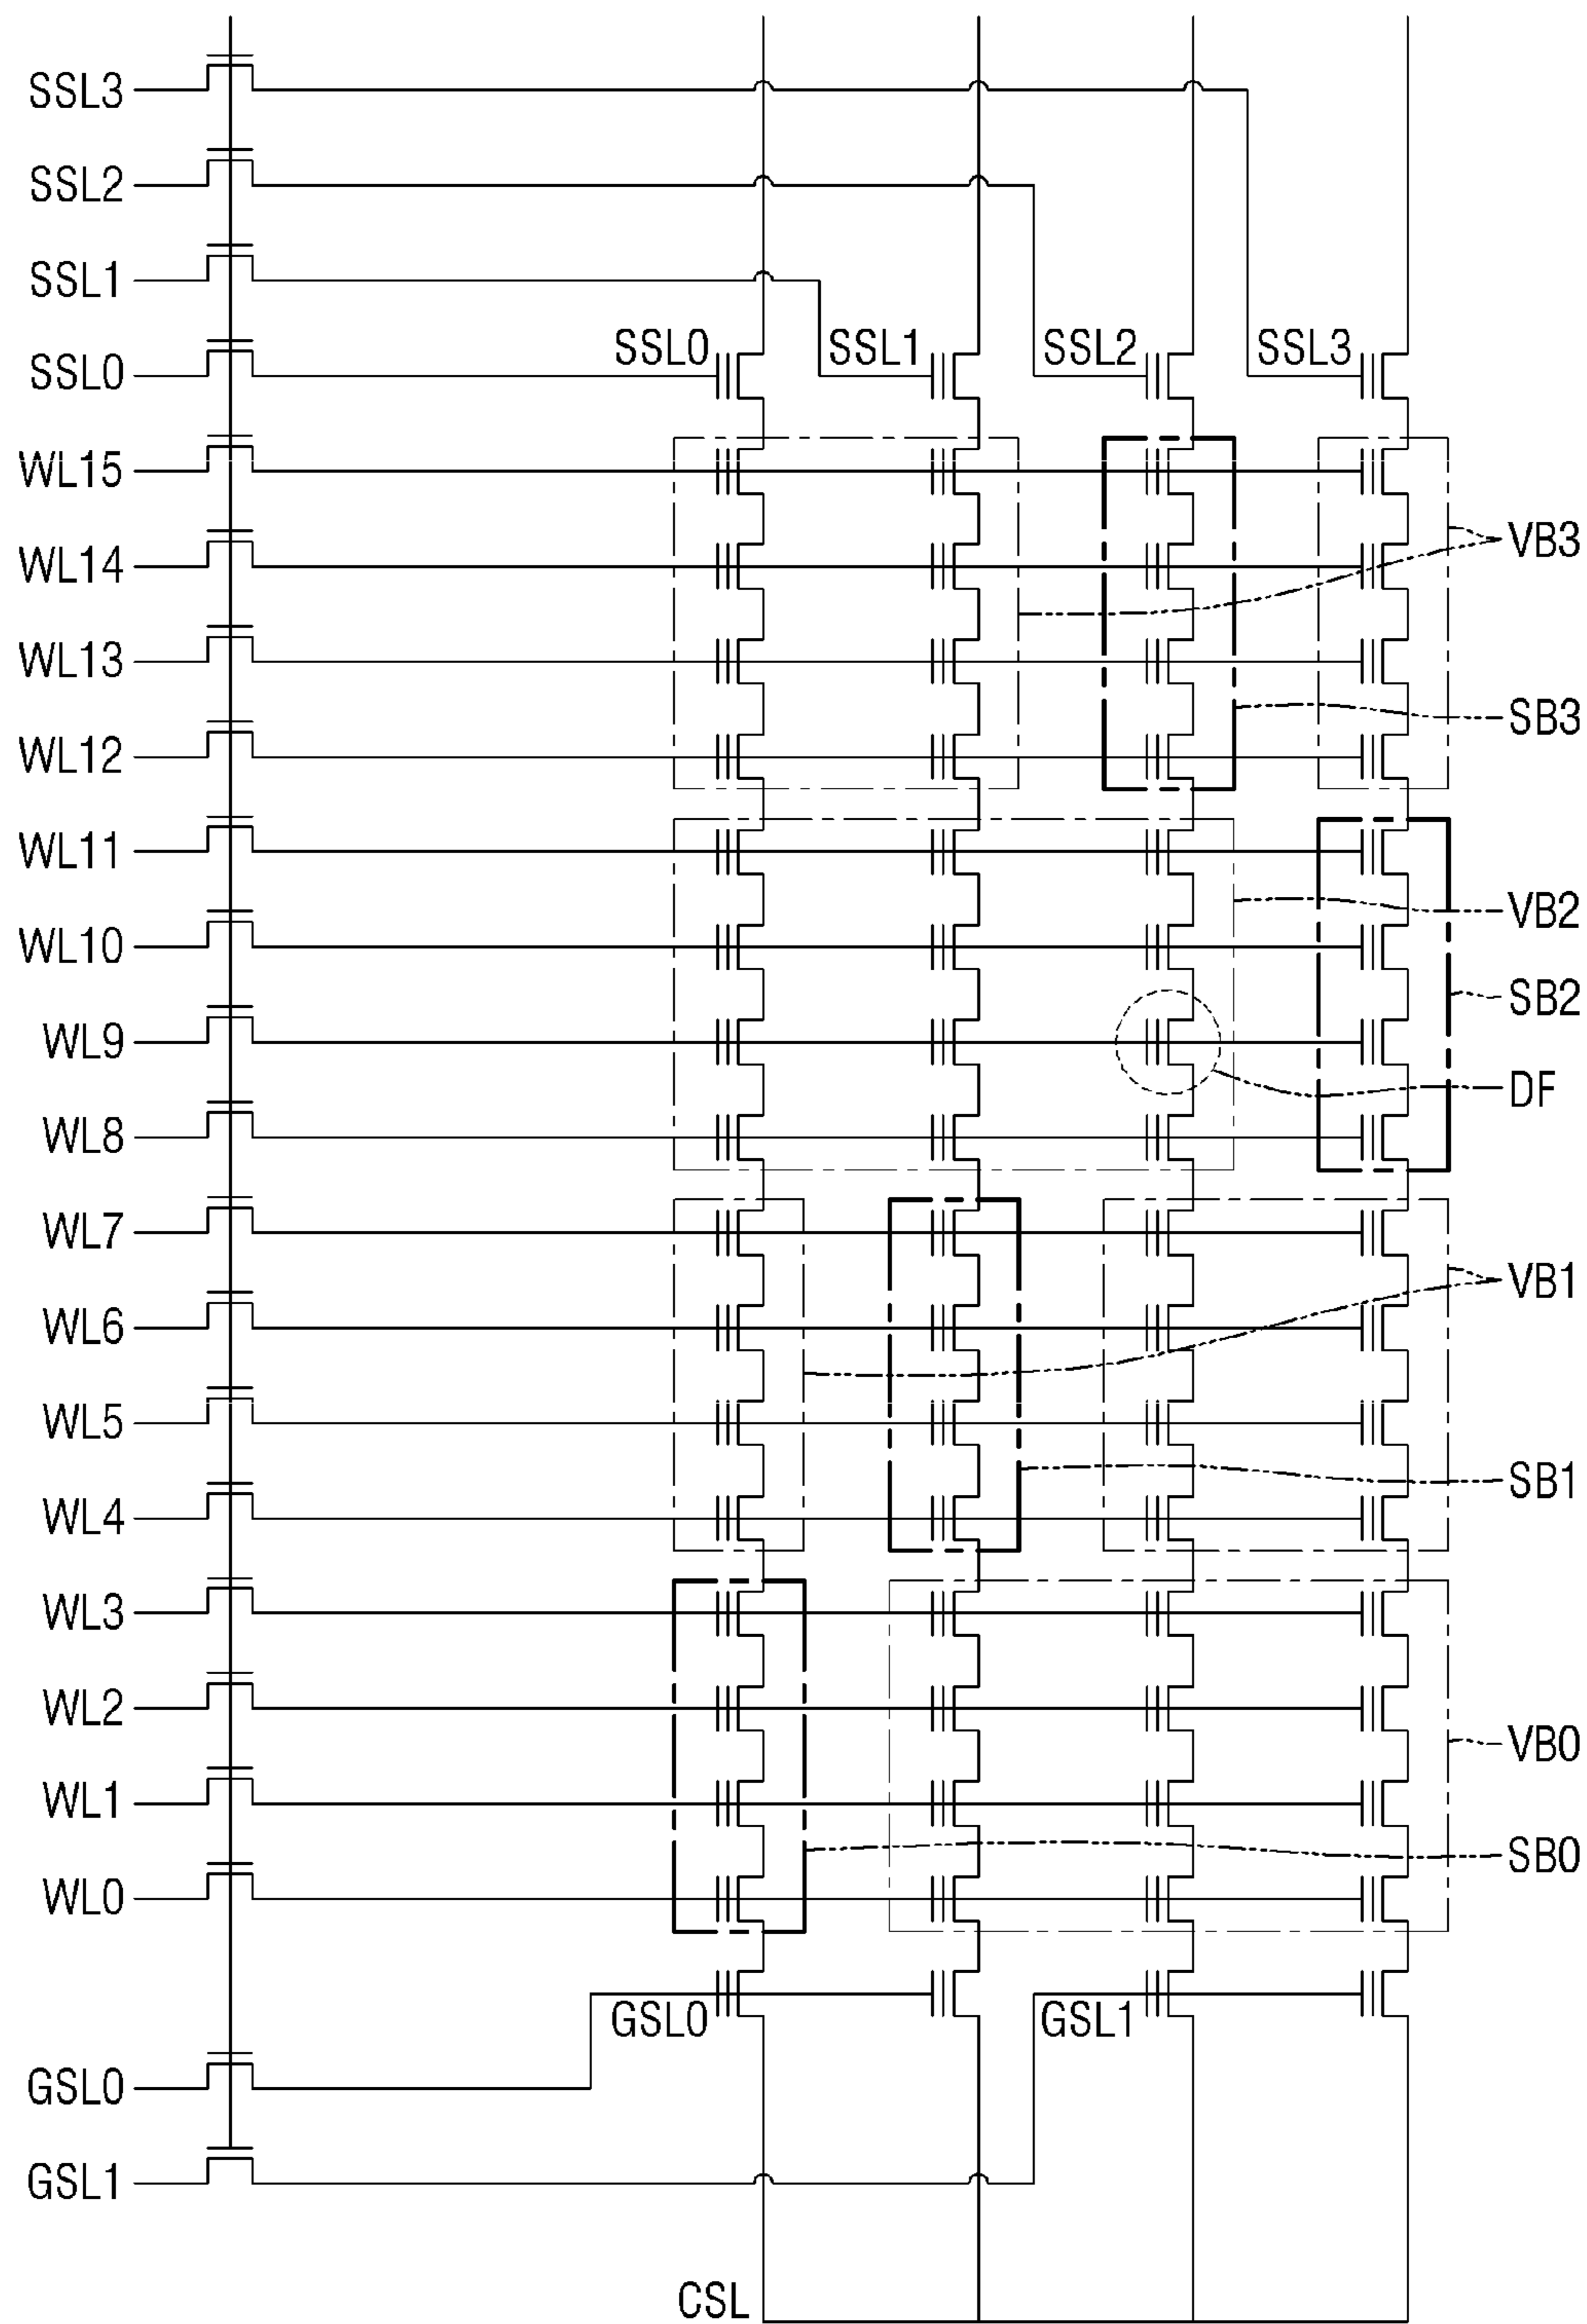 SSL3
SSL2
SSL1
SSL0 SSL1 SSL2 SSL3
SSL0
WL15
VB3
WL14
WL13
SB3
WL12
WL11
VB2
WL10
SB2
WL9
DF
WL8
WL7
VB1
WL6
WL5
SB1
WL4
WL3
WL2
VB0
WL1
SB0
WL0
GSL0 GSL1
GSL0
GSL1
CSL